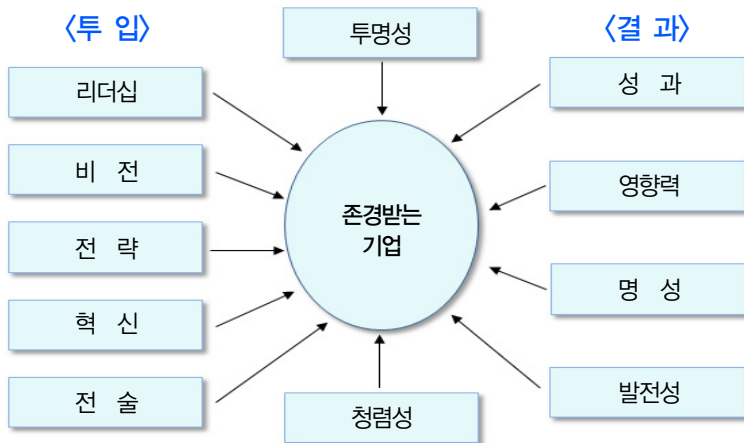 〈투 입〉
투명성
〈결 과〉
리더십
성 과
비 전
영향력
존경받는
기업
전 략
명 성
혁 신
전 술
발전성
청렴성